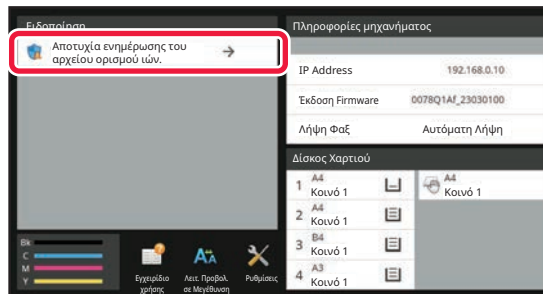 Ειδοποίηση
Αποτυχία ενημέρωσης του
αρχείου ορισμού ιών.
Πληροφορίες μηχανήματος
IP Address 192.168.0.10
Έκδοση Firmware 0078Q1Af_23030100
Λήψη Φαξ Αυτόματη Λήψη
Δίσκος Χαρτιού
1 A4 Κοινό 1
A4 Κοινό 1
2 A4 Κοινό 1
3 B4 Κοινό 1
4 A3 Κοινό 1
Bk
C
M
Y
Εγχειρίδιο
χρήσης
Λειτ. Προβολ.
σε Μεγέθυνση
Ρυθμίσεις